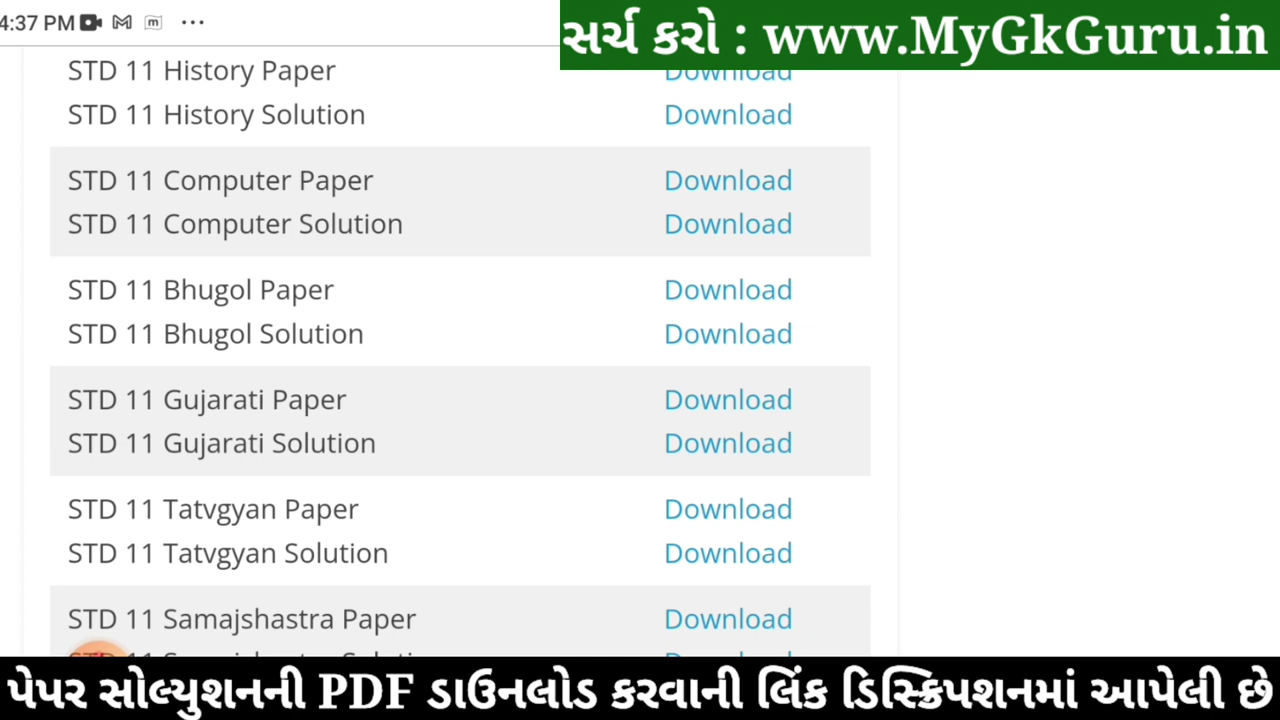 4:37 PM
સર્ચ કરો : www.MyGkGuru.in
STD 11 History Paper Download
STD 11 History Solution Download
STD 11 Computer Paper Download
STD 11 Computer Solution Download
STD 11 Bhugol Paper Download
STD 11 Bhugol Solution Download
STD 11 Gujarati Paper Download
STD 11 Gujarati Solution Download
STD 11 Tatvgyan Paper Download
STD 11 Tatvgyan Solution Download
STD 11 Samajshastra Paper Download
પેપર સોલ્યુશનની PDF ડાઉનલોડ કરવાની લિંક ડિસ્ક્રિપશનમાં આપેલી છે